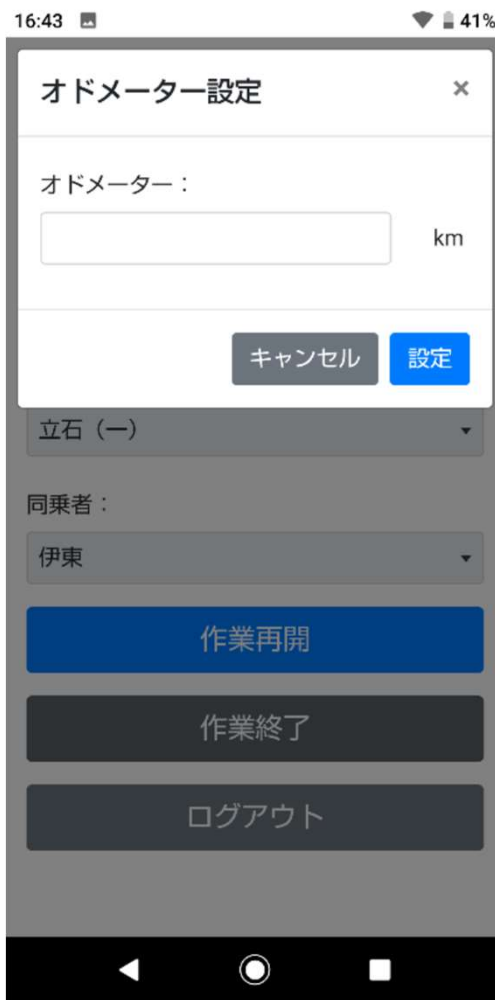 16:43 41%
オドメーター設定 ×
オドメーター：
km
キャンセル 設定
立石（一）
同乗者：
伊東
作業再開
作業終了
ログアウト